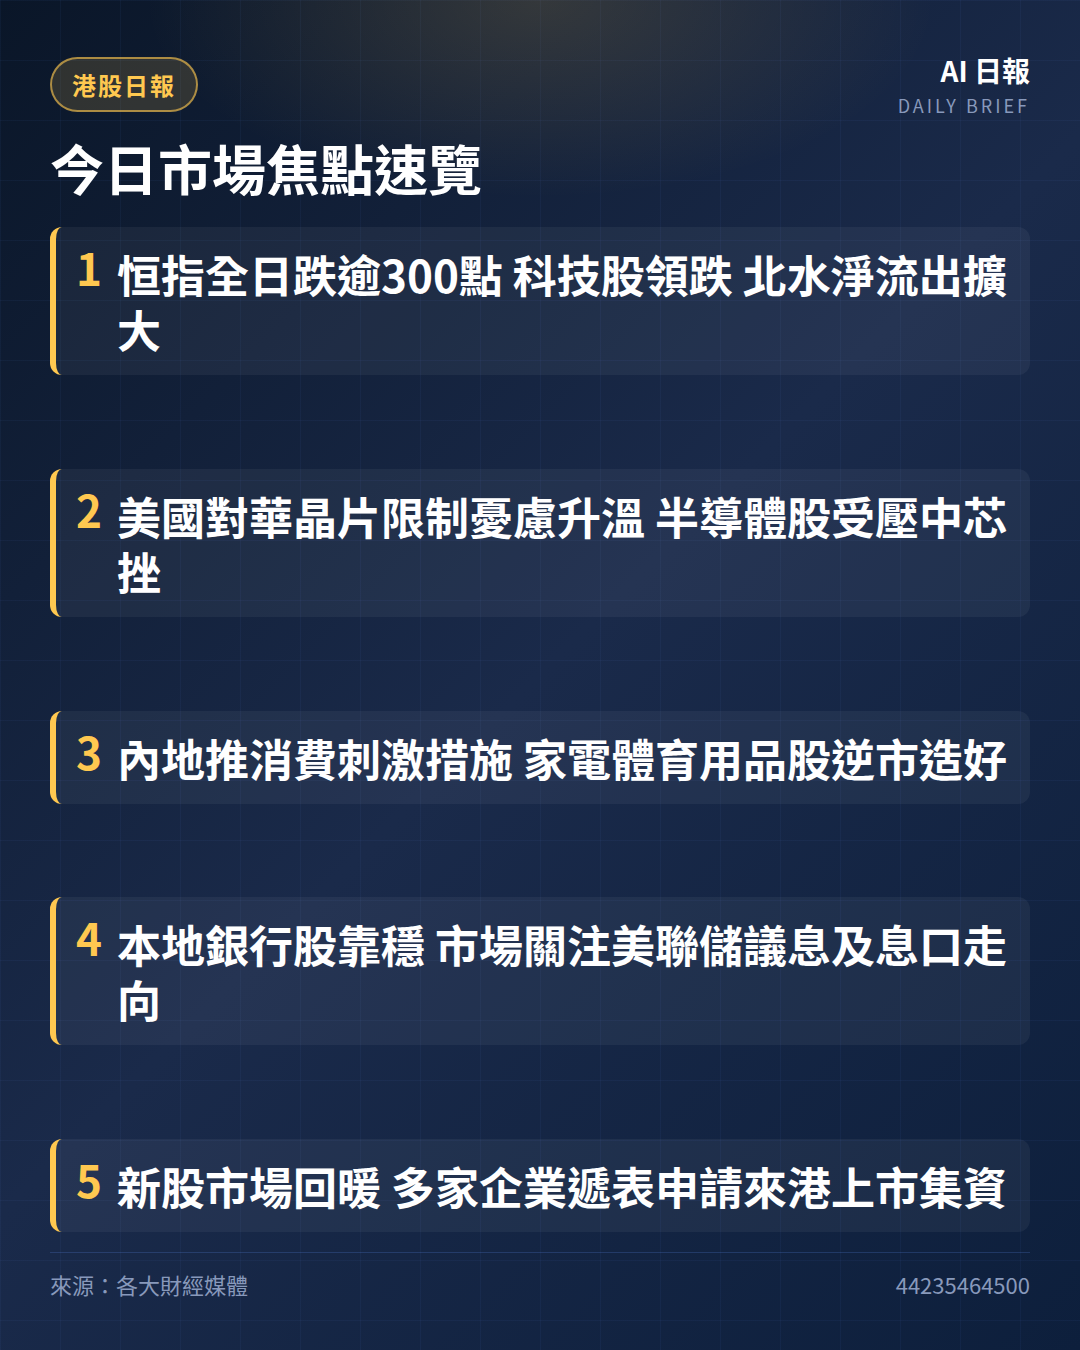 港股日報
AI 日報
DAILY BRIEF
今日市場焦點速覽
1 恒指全日跌逾300點 科技股領跌 北水淨流出擴
大
2 美國對華晶片限制憂慮升溫 半導體股受壓中芯
挫
3 內地推消費刺激措施 家電體育用品股逆市造好
4 本地銀行股靠穩 市場關注美聯儲議息及息口走
向
5 新股市場回暖 多家企業遞表申請來港上市集資
來源：各大財經媒體
44235464500